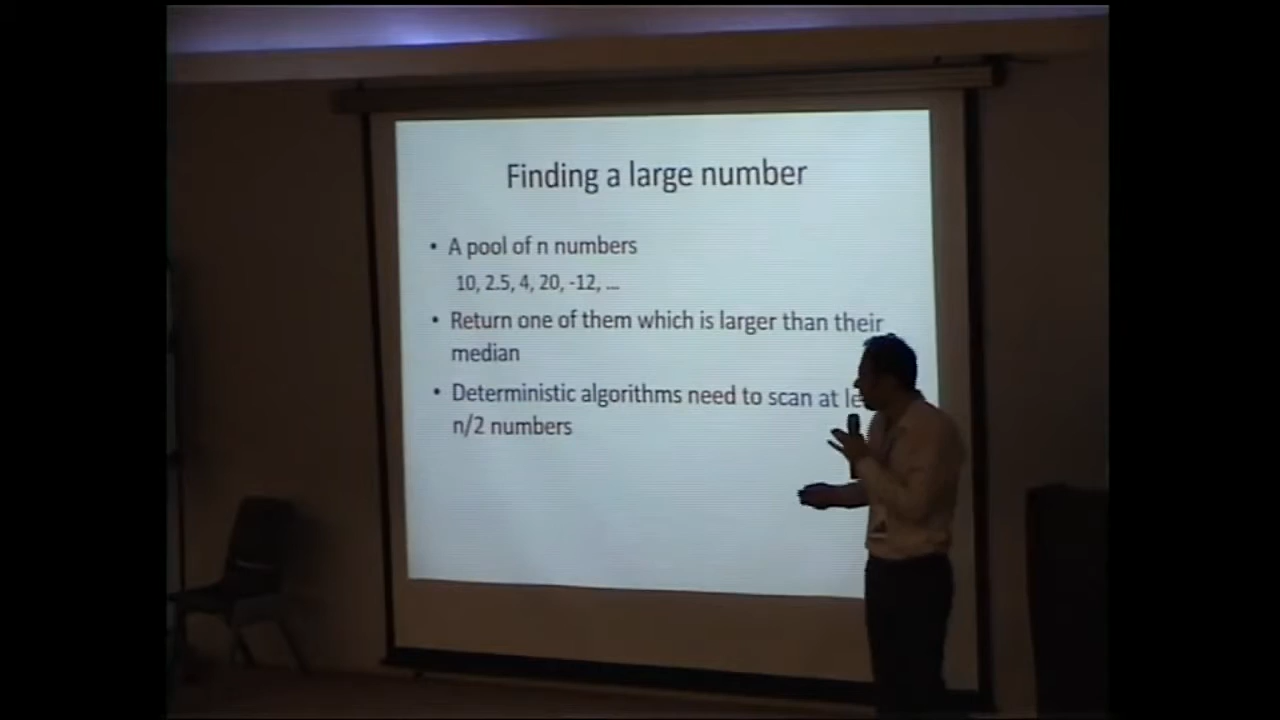 Finding a large number
• A pool of n numbers
10, 2.5, 4, 20, -12, ...
• Return one of them which is larger than their
median
• Deterministic algorithms need to scan at
n/2 numbers